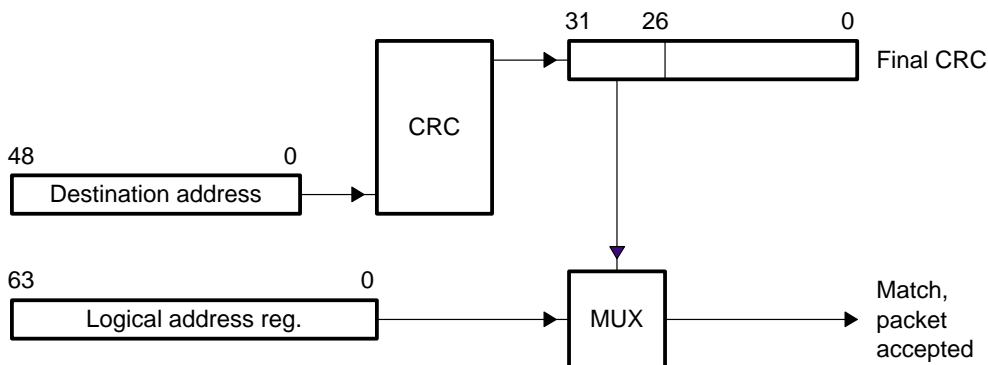 31 26 0
Final CRC
CRC
48 0
Destination address
63 0
Logical address reg.
MUX
Match,
packet
accepted